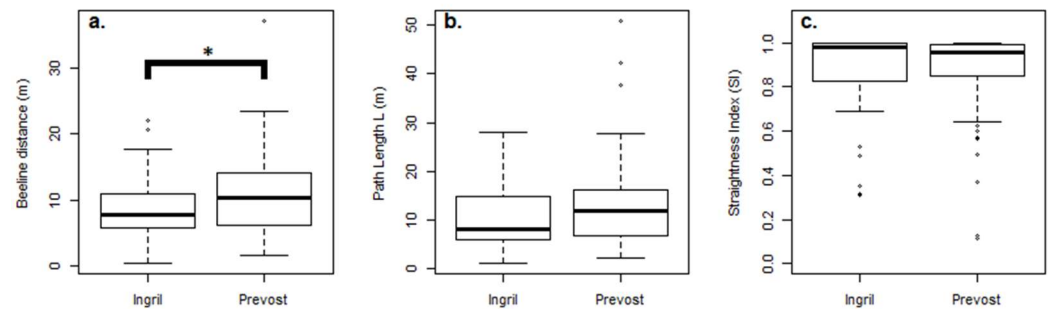 a.
*
Beeline distance (m)
0
10
20
30
Ingril
Prevost
b.
Path Length L (m)
0
10
20
30
40
50
Ingril
Prevost
c.
Straightness Index (SI)
0.0
0.2
0.4
0.6
0.8
1.0
Ingril
Prevost